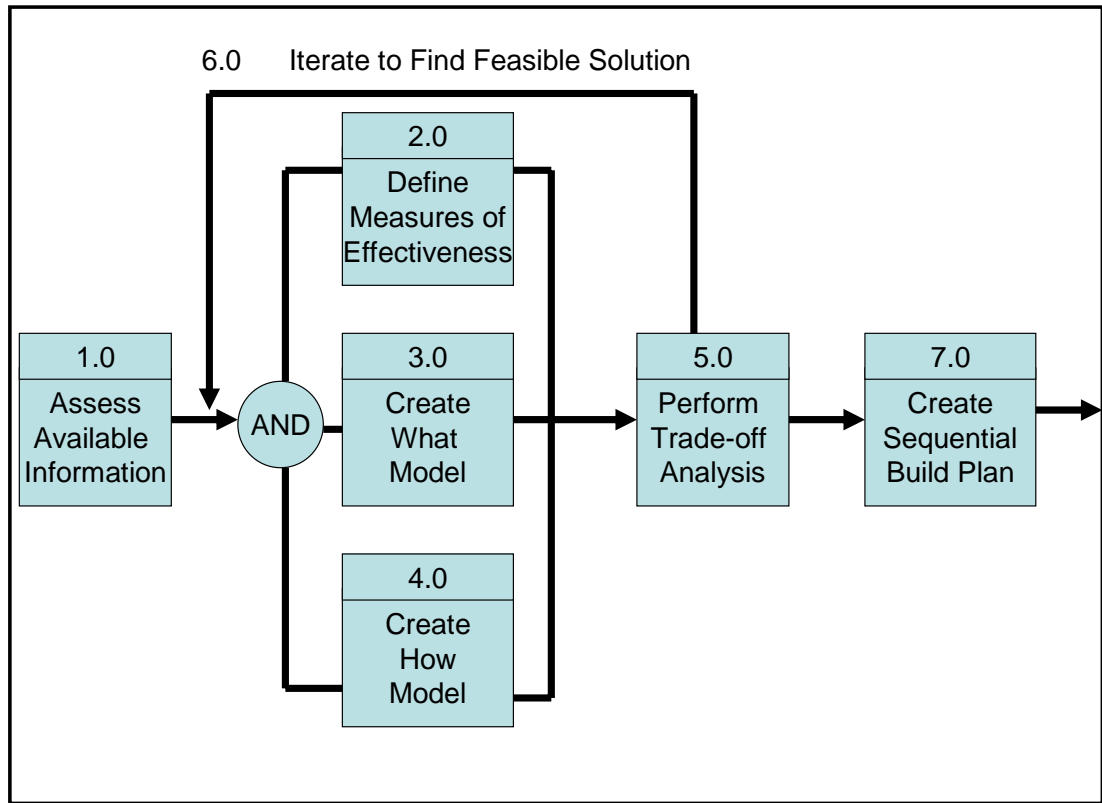 6.0 Iterate to Find Feasible Solution
2.0
Define
Measures of
Effectiveness
1.0
Assess
Available
Information
AND
3.0
Create
What
Model
4.0
Create
How
Model
5.0
Perform
Trade-off
Analysis
7.0
Create
Sequential
Build Plan